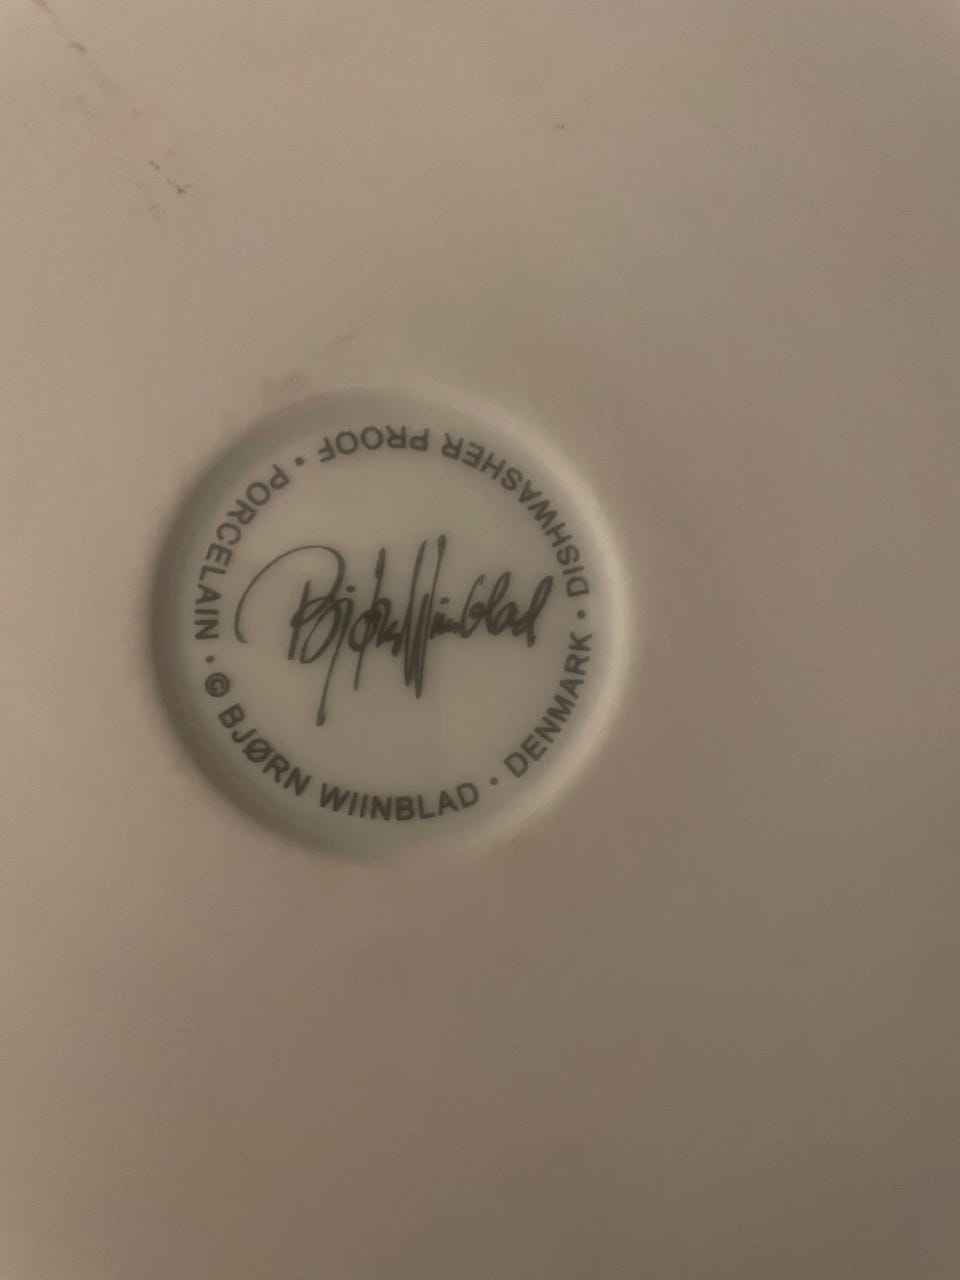 © BJØRN WIINBLAD • DENMARK • DISHWASHER PROOF • PORCELAIN •
Bjørn Wiinblad